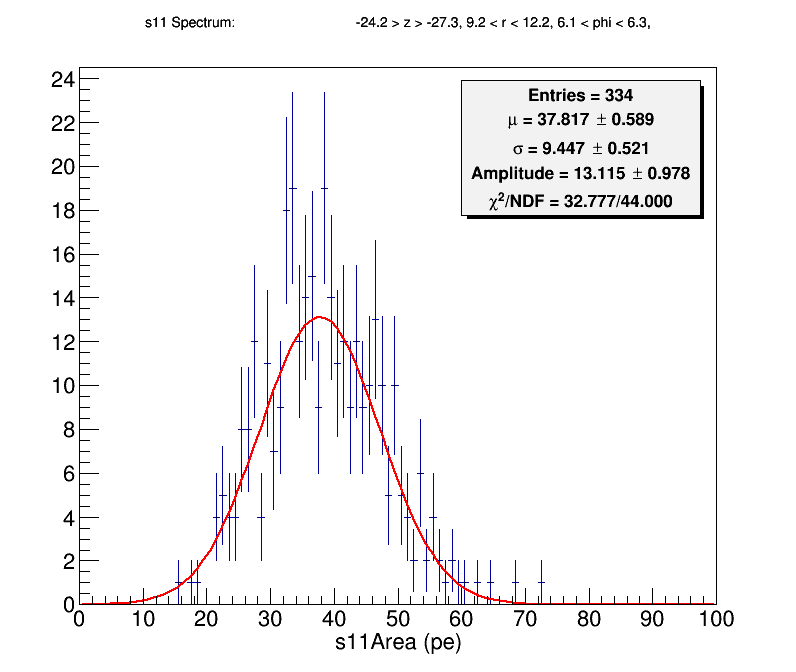 s11 Spectrum: -24.2 > z > -27.3, 9.2 < r < 12.2, 6.1 < phi < 6.3,
24
22
20
18
16
14
12
10
8
6
4
2
0
Entries = 334
μ = 37.817 ± 0.589
σ = 9.447 ± 0.521
Amplitude = 13.115 ± 0.978
χ²/NDF = 32.777/44.000
0 10 20 30 40 50 60 70 80 90 100
s11Area (pe)